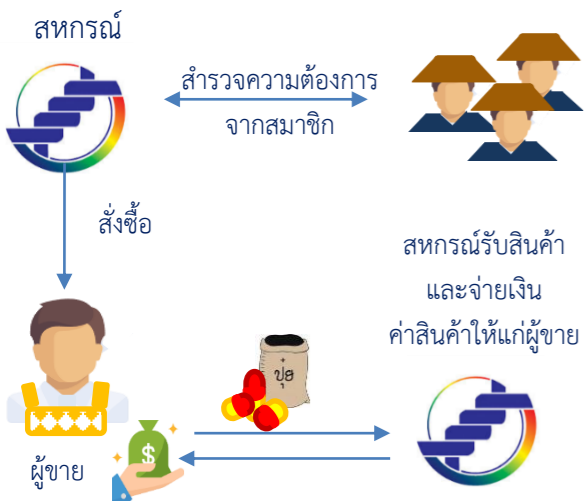 สหกรณ์
สำรวจความต้องการ
จากสมาชิก
สั่งซื้อ
สหกรณ์รับสินค้า
และจ่ายเงิน
ค่าสินค้าให้แก่ผู้ขาย
ปุ๋ย
$
ผู้ขาย